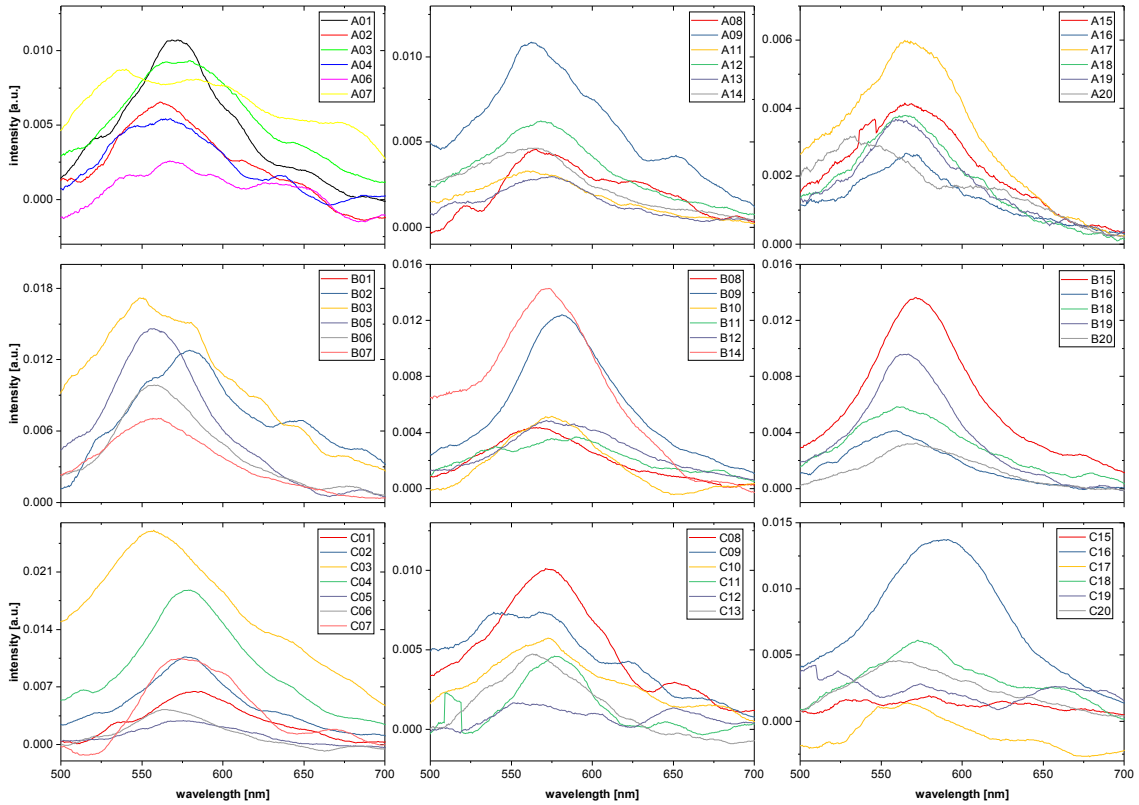 intensity [a.u.]
0.010
0.005
0.000
A01
A02
A03
A04
A06
A07
0.010
0.005
0.000
A08
A09
A11
A12
A13
A14
0.006
0.004
0.002
0.000
A15
A16
A17
A18
A19
A20
intensity [a.u.]
0.018
0.012
0.006
0.000
B01
B02
B03
B05
B06
B07
0.016
0.012
0.008
0.004
0.000
B08
B09
B10
B11
B12
B14
0.016
0.012
0.008
0.004
0.000
B15
B16
B18
B19
B20
intensity [a.u.]
0.021
0.014
0.007
0.000
C01
C02
C03
C04
C05
C06
C07
500 550 600 650 700
wavelength [nm]
0.010
0.005
0.000
C08
C09
C10
C11
C12
C13
500 550 600 650 700
wavelength [nm]
0.015
0.010
0.005
0.000
C15
C16
C17
C18
C19
C20
500 550 600 650 700
wavelength [nm]